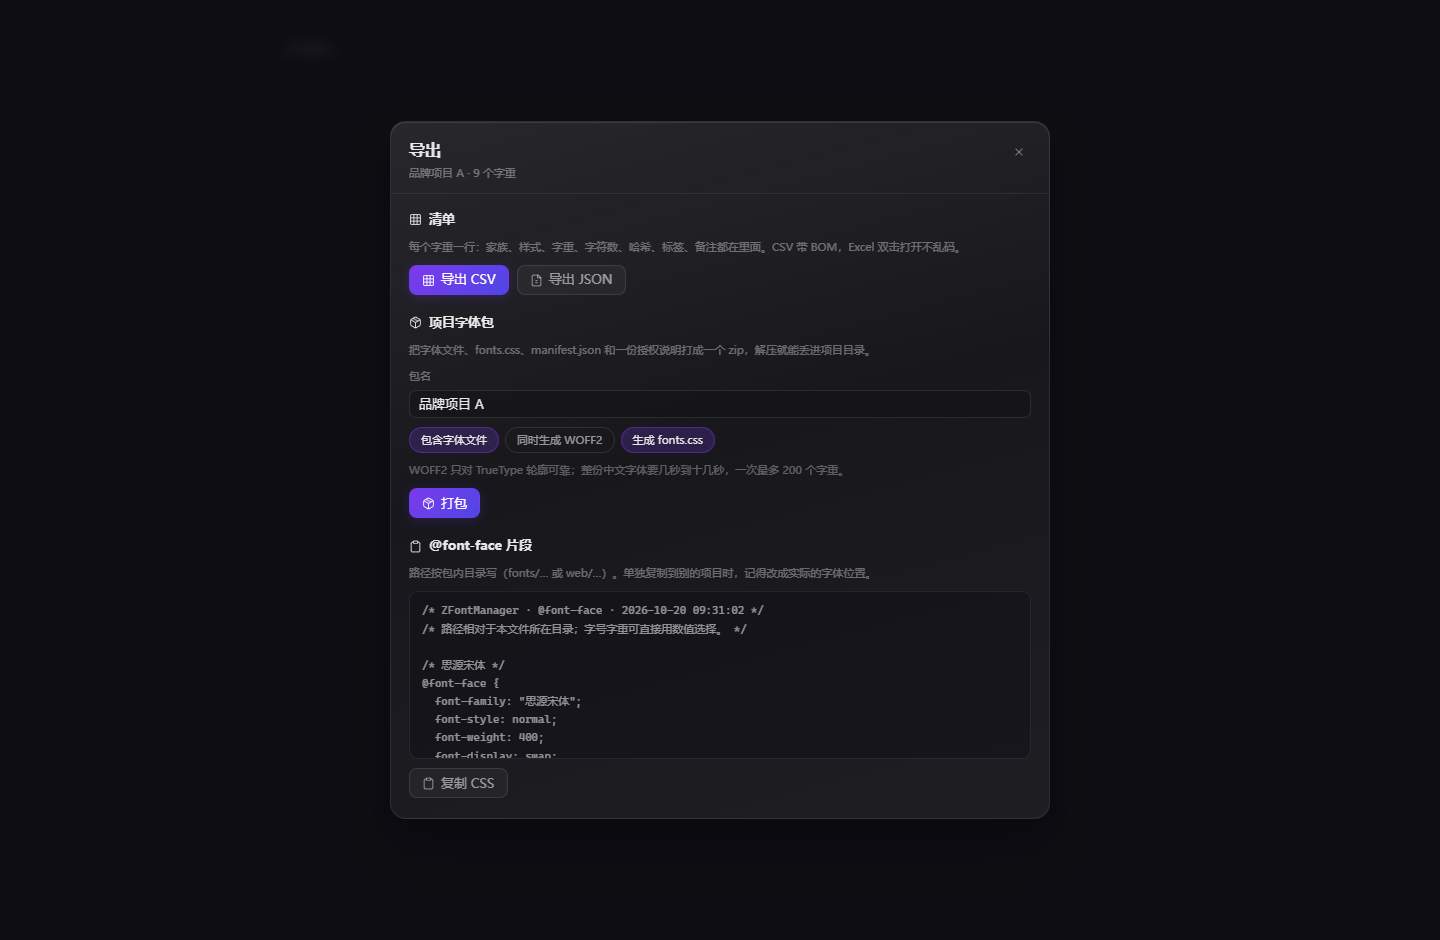 导出
品牌项目 A · 9 个字重
清单
每个字重一行：家族、样式、字重、字符数、哈希、标签、备注都在里面。CSV 带 BOM，Excel 双击打开不乱码。
导出 CSV
导出 JSON
项目字体包
把字体文件、fonts.css、manifest.json 和一份授权说明打成一个 zip，解压就能丢进项目目录。
包名
品牌项目 A
包含字体文件
同时生成 WOFF2
生成 fonts.css
WOFF2 只对 TrueType 轮廓可靠；整份中文字体要几秒到十几秒，一次最多 200 个字重。
打包
@font-face 片段
路径按包内目录写（fonts/… 或 web/…）。单独复制到别的项目时，记得改成实际的字体位置。
/* ZFontManager · @font-face · 2026-10-20 09:31:02 */
/* 路径相对于本文件所在目录；字号字重可直接用数值选择。 */
/* 思源宋体 */
@font-face {
font-family: "思源宋体";
font-style: normal;
font-weight: 400;
font-display: swap;
复制 CSS